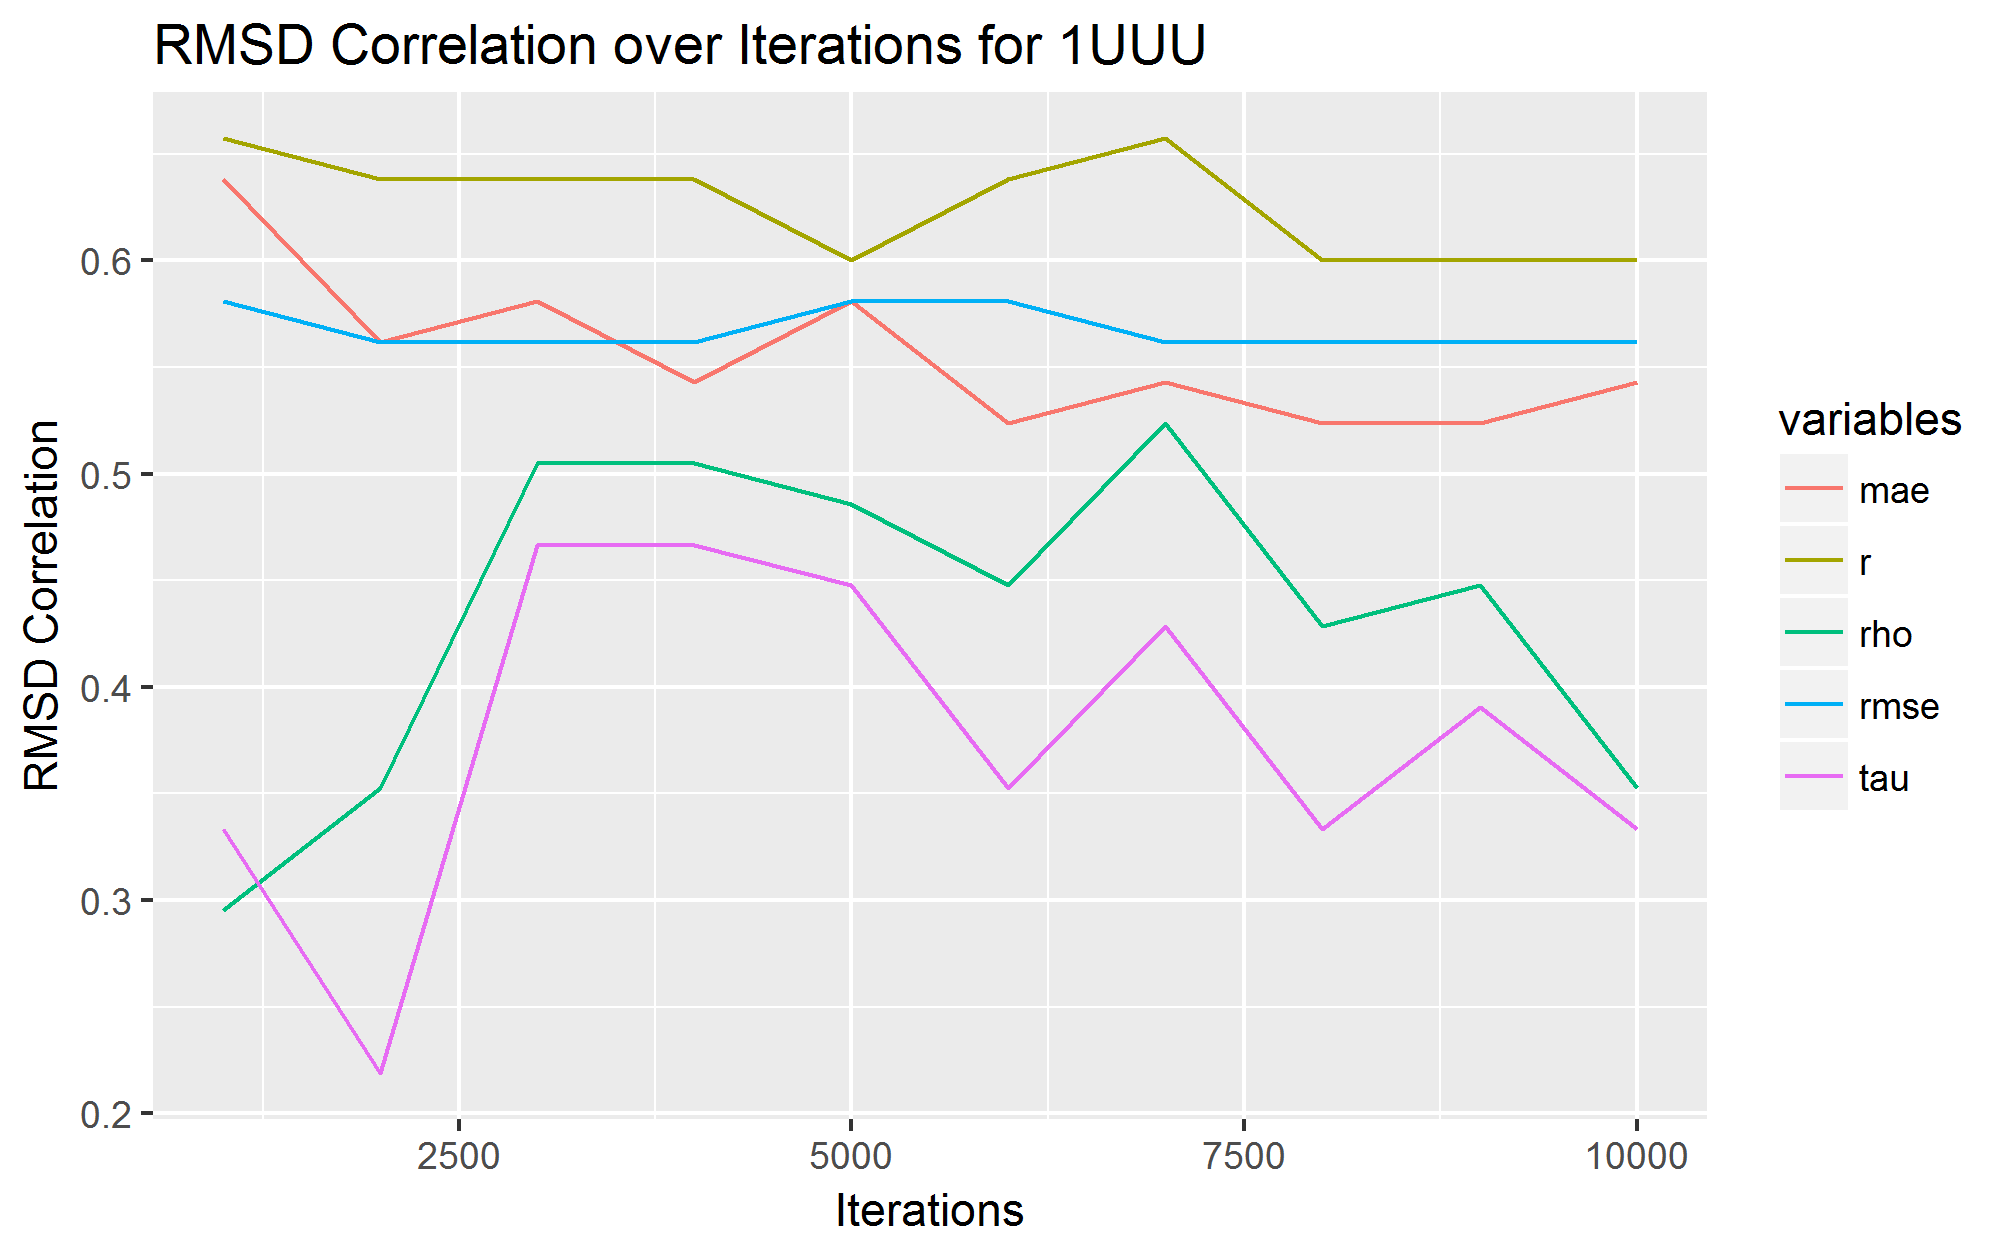 RMSD Correlation over Iterations for 1UUU
RMSD Correlation
0.6
0.5
0.4
0.3
0.2
2500
5000
7500
10000
Iterations
variables
mae
r
rho
rmse
tau